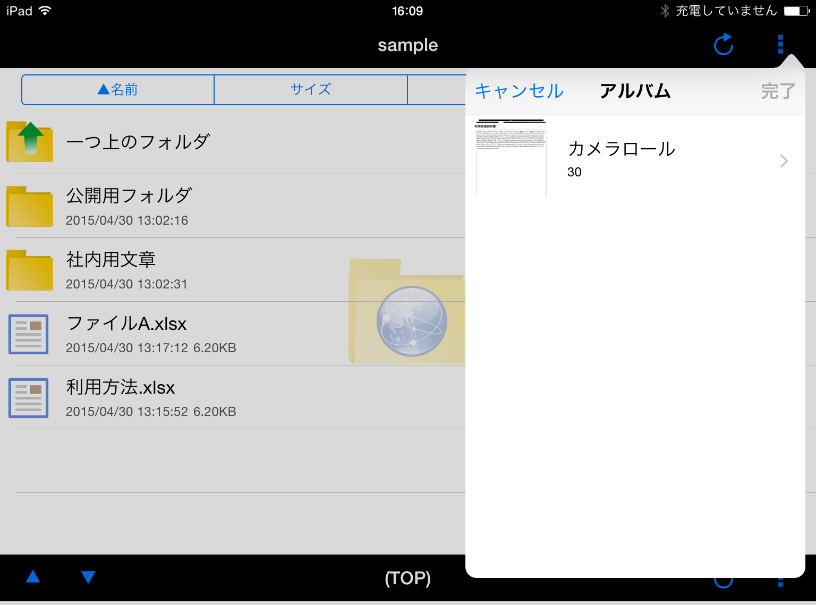 iPad 16:09 充電していません
sample
▲名前 サイズ
キャンセル アルバム 完了
一つ上のフォルダ
カメラロール
30
公開用フォルダ
2015/04/30 13:02:16
社内用文章
2015/04/30 13:02:31
ファイルA.xlsx
2015/04/30 13:17:12 6.20KB
利用方法.xlsx
2015/04/30 13:15:52 6.20KB
(TOP)